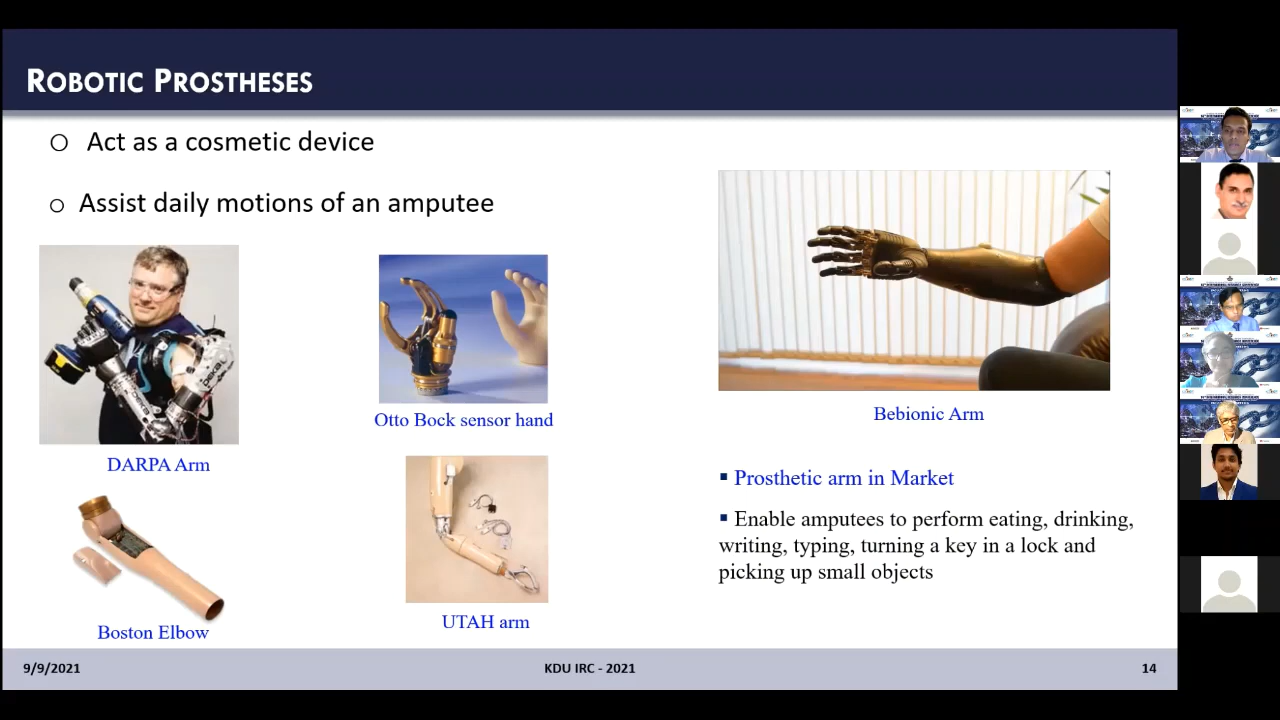 ROBOTIC PROSTHESES
Act as a cosmetic device
Assist daily motions of an amputee
DARPA Arm
Otto Bock sensor hand
Boston Elbow
UTAH arm
Bebionic Arm
Prosthetic arm in Market
Enable amputees to perform eating, drinking,
writing, typing, turning a key in a lock and
picking up small objects
9/9/2021
KDU IRC - 2021
14